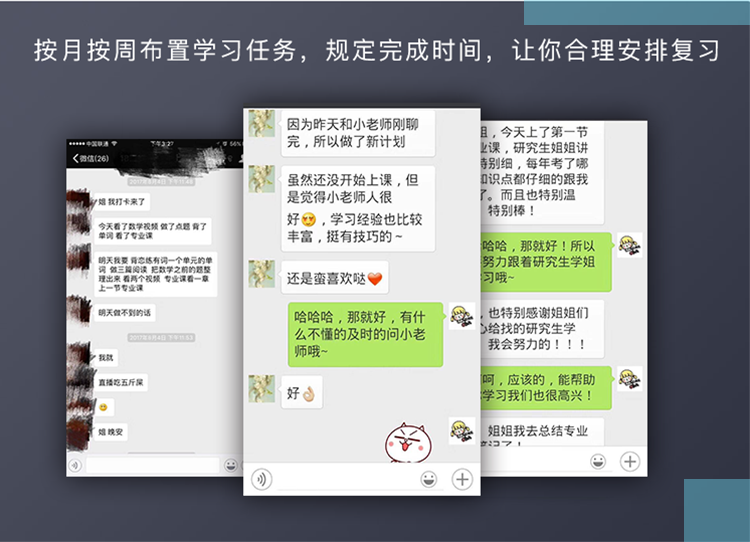 按月按周布置学习任务，规定完成时间，让你合理安排复习
中国联通
下午3:27
56%
微信(26)
2017年9月4日 下午11:49
姐 我打卡来了
今天看了数学视频 做了点题 背了
单词 看了专业课
明天我要 背恋练有词一个单元的单
词 做三篇阅读 把数学之前的题整
理出来 看两个视频 专业课看一章
上一节专业课
明天做不到的话
2017年9月4日 下午11:53
我就
直播吃五斤屎
😊
姐 晚安
因为昨天和小老师刚聊
完，所以做了新计划
虽然还没开始上课，但
是觉得小老师人很
好😍，学习经验也比较
丰富，挺有技巧的～
还是蛮喜欢哒❤️
哈哈哈，那就好，有什
么不懂的及时的问小老
师哦~
好👌🏻
姐，今天上了第一节
业课，研究生姐姐讲
特别细，每年考了哪
知识点都仔细的跟我
了。而且也特别温
特别棒！
哈哈，那就好！所以
努力跟着研究生学姐
习哦~
，也特别感谢姐姐们
心给找的研究生学
我会努力的！！！
呵，应该的，能帮助
学习我们也很高兴！
姐姐我去总结专业
笔记了！